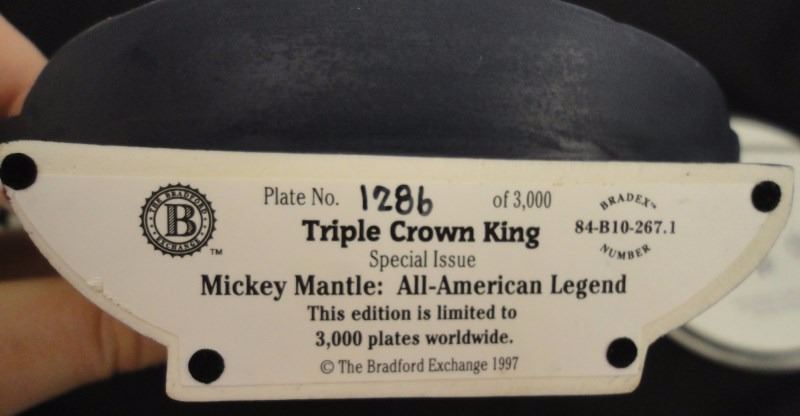 THE BRADFORD EXCHANGE
B
TM
Plate No. 1286 of 3,000
BRADEX™
84-B10-267.1
NUMBER
Triple Crown King
Special Issue
Mickey Mantle: All-American Legend
This edition is limited to
3,000 plates worldwide.
© The Bradford Exchange 1997